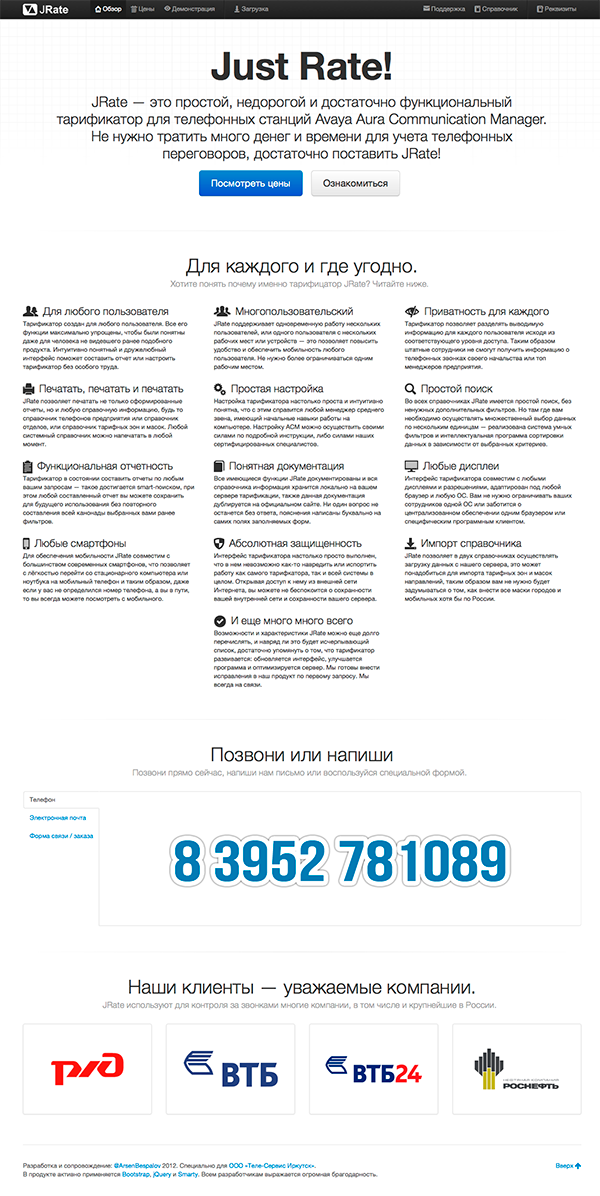 JRate Обзор Цены Демонстрация Загрузка Поддержка Справочник Реквизиты
Just Rate!
JRate — это простой, недорогой и достаточно функциональный
тарификатор для телефонных станций Avaya Aura Communication Manager.
Не нужно тратить много денег и времени для учета телефонных
переговоров, достаточно поставить JRate!
Посмотреть цены Ознакомиться
Для каждого и где угодно.
Хотите понять почему именно тарифицатор JRate? Читайте ниже.
Для любого пользователя
Тарификатор создан для любого пользователя. Все его
функции максимально упрощены, чтобы были понятны
даже для человека не видевшего ранее подобного
продукта. Интуитивно понятный и дружелюбный
интерфейс поможет составить отчет или настроить
тарификатор без особого труда.
Многопользовательский
JRate поддерживает одновременную работу нескольких
пользователей, или одного пользователя с нескольких
рабочих мест или устройств — это позволяет повысить
удобство и обеспечить мобильность любого
пользователя. Не нужно более ограничиваться одним
рабочим местом.
Приватность для каждого
Тарификатор позволяет разделять выводимую
информацию для каждого пользователя исходя из
соответствующего уровня доступа. Таким образом
штатные сотрудники не смогут получить информацию о
телефонных звонках своего начальства или топ
менеджеров предприятия.
Печатать, печатать и печатать
JRate позволяет не только сформированные
отчеты, но и любую справочную информацию, будь то
справочник телефонов предприятия или справочник
отделов, или справочник тарифных зон и масок. Любой
системный справочник можно напечатать в любой
момент.
Простая настройка
Настройка тарификатора настолько проста и интуитивно
понятна, что с этим справится любой менеджер среднего
звена, имеющий начальные навыки работы на
компьютере. Настройку ACM можно осуществить своими
силами по подробной инструкции, либо силами наших
сертифицированных специалистов.
Простой поиск
Во всех справочниках JRate имеется простой поиск, без
ненужных дополнительных фильтров. Но там где вам
необходимо осуществлять множественный выбор данных
по нескольким единицам — реализована система умных
фильтров и интеллектуальная программа сортировки
данных в зависимости от выбранных критериев.
Функциональная отчетность
Тарификатор в состоянии составить отчеты по любым
вашим запросам — такое достигается smart-поиском, при
этом любой составленный отчет вы можете сохранить
для будущего использования без повторного
составления всей канонады выбранных вами ранее
фильтров.
Понятная документация
Все имеющиеся функции JRate документированы и вся
справочника информация хранится локально на вашем
сервере тарификации, также данная документация
дублируется на официальном сайте. Ни один вопрос не
останется без ответа, пояснения написаны буквально на
самих полях заполняемых форм.
Любые дисплеи
Интерфейс тарификатора совместим с любыми
дисплеями и разрешениями, адаптирован под любой
браузер и любую ОС. Вам не нужно ограничивать ваших
сотрудников одной ОС или заботится о
централизованном обеспечении одним браузером или
специфическим программным клиентом.
Любые смартфоны
Для обеспечения мобильности JRate совместим с
большинством современных смартфонов, что позволяет
с лёгкостью перейти со стационарного компьютера или
ноутбука на мобильный телефон и таким образом, даже
если у вас не определился номер телефона, а вы в пути,
то вы всегда можете посмотреть с мобильного.
Абсолютная защищенность
Интерфейс тарификатора настолько просто выполнен,
что в нем невозможно как-то навредить или испортить
работу как самого тарификатора, так и всей системы в
целом. Открывая доступ к нему из внешней сети
Интернета, вы можете не беспокоится о сохранности
вашей внутренней сети и сохранности вашего сервера.
Импорт справочника
JRate позволяет в двух справочниках осуществлять
загрузку данных с нашего сервера, это может
понадобиться для импорта тарифных зон и масок
направлений, таким образом вам не нужно будет
задумываться о том, как внести все маски городов и
мобильных хотя бы по России.
И еще много много всего
Возможности и характеристики JRate можно еще долго
перечислять, и навряд ли это будет исчерпывающий
список, достаточно упомянуть о том, что тарификатор
развивается: обновляется интерфейс, улучшается
программа и оптимизируется сервер. Мы готовы внести
исправления в наш продукт по первому запросу. Мы
всегда на связи.
Позвони или напиши
Позвони прямо сейчас, напиши нам письмо или воспользуйся специальной формой.
Телефон
Электронная почта
Форма связи / заказа
8 3952 781089
Наши клиенты — уважаемые компании.
JRate используют для контроля за звонками многие компании, в том числе и крупнейшие в России.
ржд
ВТБ
ВТБ24
НЕФТЯНАЯ КОМПАНИЯ
РОСНЕФТЬ
Разработка и сопровождение: @ArsenBespalov 2012. Специально для ООО «Теле-Сервис Иркутск». Вверх
В продукте активно применяется Bootstrap, jQuery и Smarty. Всем разработчикам выражается огромная благодарность.